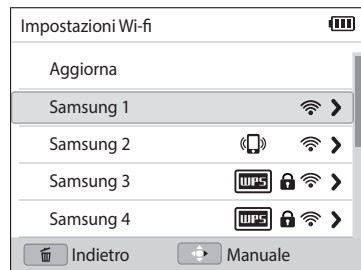 Impostazioni Wi-fi
Aggiorna
Samsung 1
Samsung 2
Samsung 3 WPS
Samsung 4 WPS
Indietro Manuale